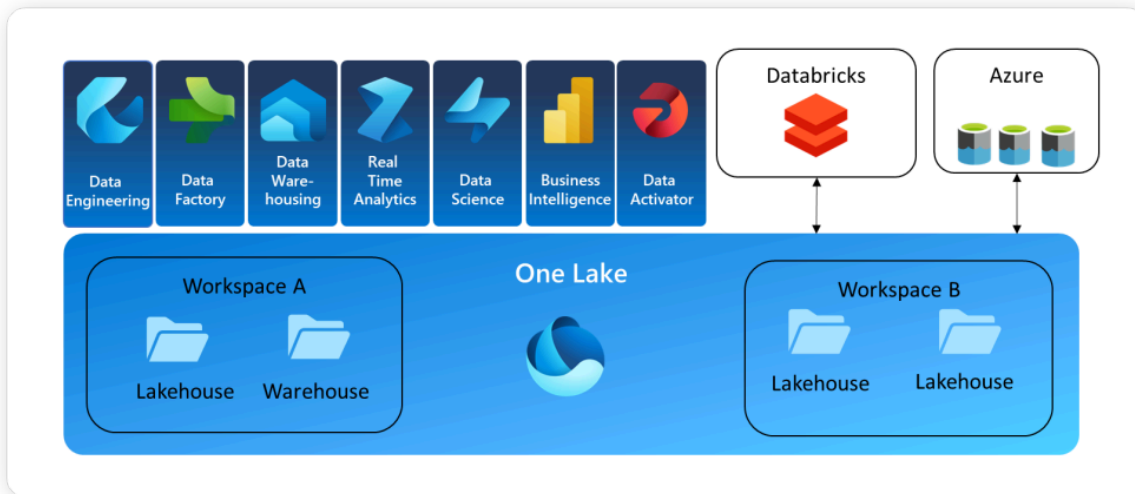 Data
Engineering
Data
Factory
Data
Ware-
housing
Real
Time
Analytics
Data
Science
Business
Intelligence
Data
Activator
Databricks
Azure
One Lake
Workspace A
Lakehouse
Warehouse
Workspace B
Lakehouse
Lakehouse